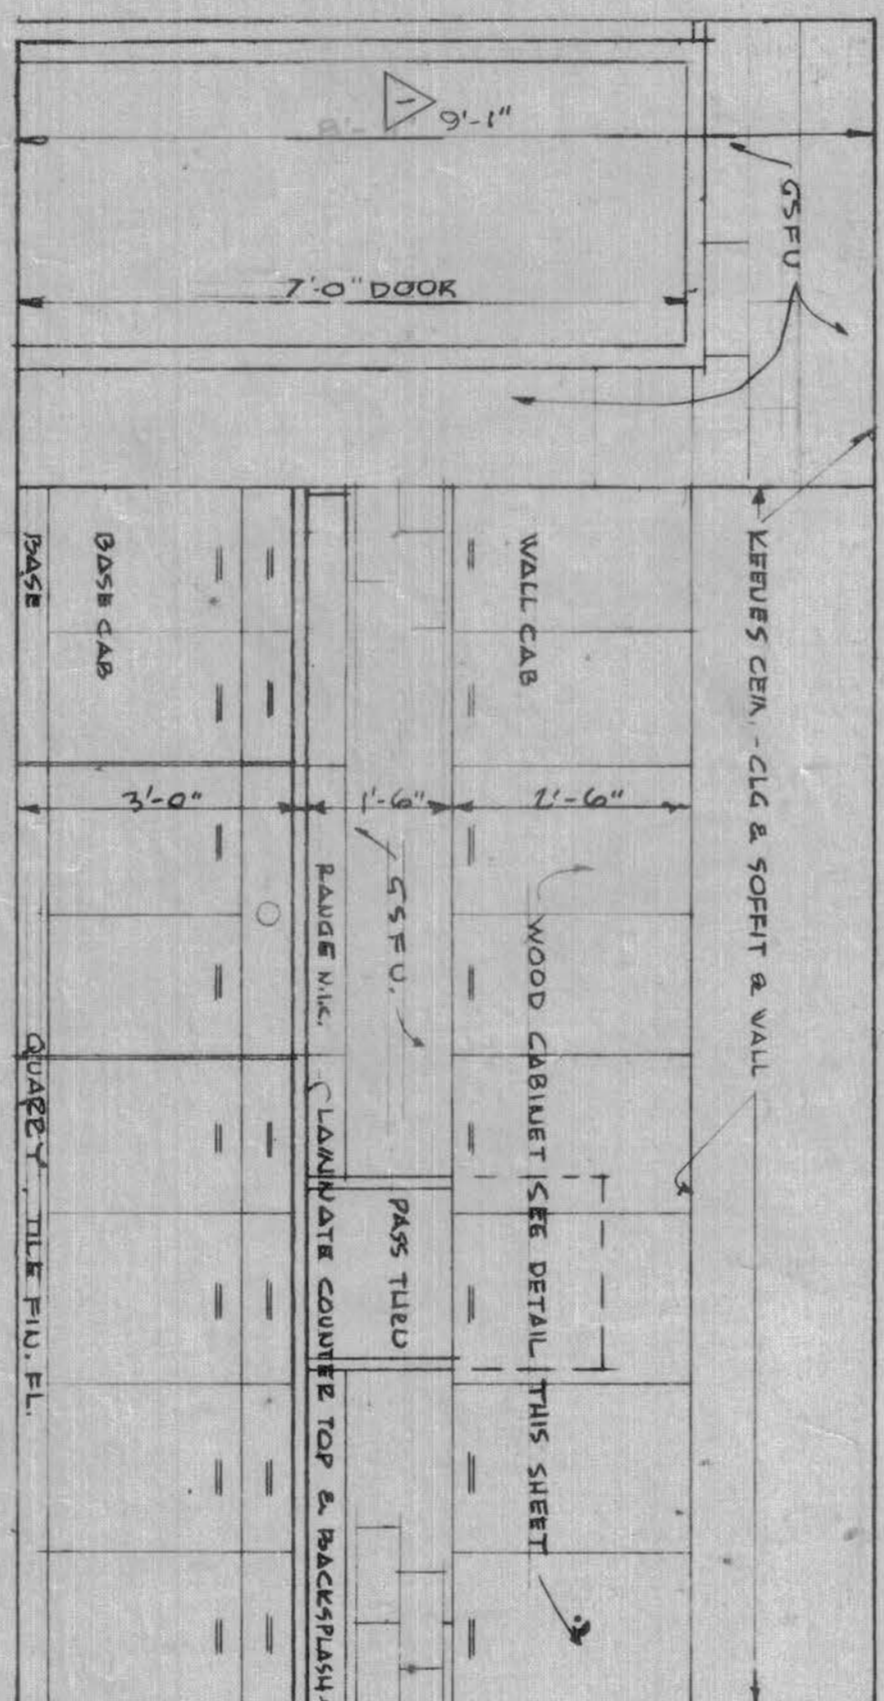 1
9'-1"
GSFU
7'-0" DOOR
KEENES CEM. - CLG & SOFFIT & WALL
WALL CAB
BASE CAB
BASE
3'-0"
1'-6"
2'-6"
GSFU.
RANGE N.I.C.
WOOD CABINET SEE DETAIL THIS SHEET
PASS THRU
LAMINATE COUNTER TOP & BACKSPLASH
QUARRY TILE FIN. FL.